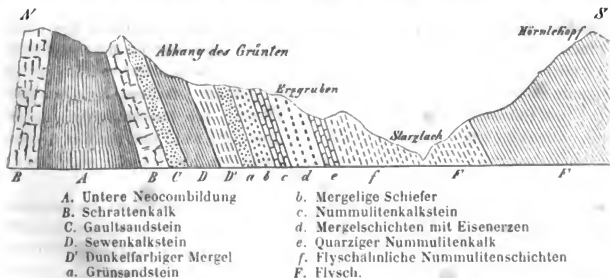 N S
Hörnlekopf
Abhang des Grünten
Erzgruben
Starzlach
B A B C D D' a b c d e f F F
A. Untere Neocombildung
B. Schrattenkalk
C. Gaultsandstein
D. Sewenkalkstein
D' Dunkelfarbiger Mergel
a. Grünsandstein
b. Mergelige Schiefer
c. Nummulitenkalkstein
d. Mergelschichten mit Eisenerzen
e. Quarziger Nummulitenkalk
f. Flyschähnliche Nummulitenschichten
F. Flysch.